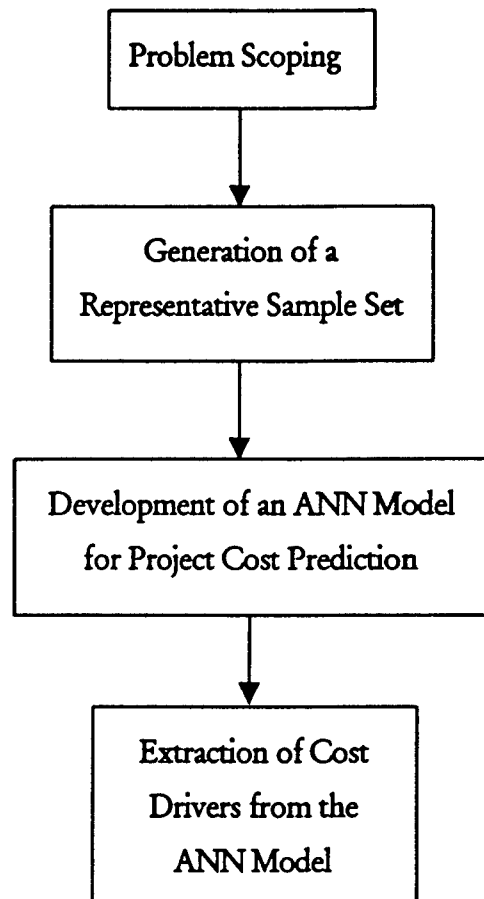 Problem Scoping
Generation of a
Representative Sample Set
Development of an ANN Model
for Project Cost Prediction
Extraction of Cost
Drivers from the
ANN Model